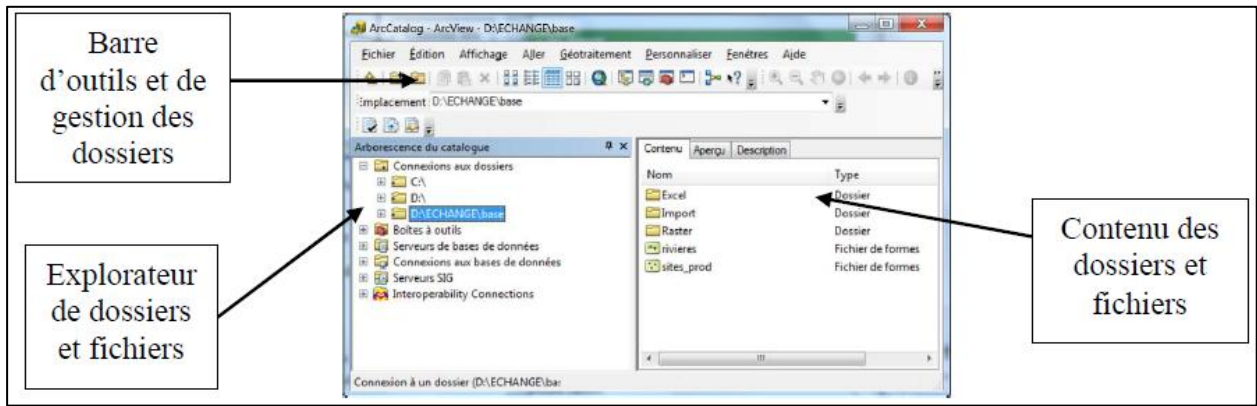 Barre
d'outils et de
gestion des
dossiers
Explorateur
de dossiers
et fichiers
ArcCatalog - ArcView - D:\ECHANGE\base
Fichier Édition Affichage Aller Géotraitement Personnaliser Fenêtres Aide
Emplacement: D:\ECHANGE\base
Arborescence du catalogue
Connexions aux dossiers
C:\
D:\
D:\ECHANGE\base
Boîtes à outils
Serveurs de bases de données
Connexions aux bases de données
Serveurs SIG
Interoperability Connections
Contenu Aperçu Description
Nom Type
Excel Dossier
Import Dossier
Raster Dossier
rivieres Fichier de formes
sites_prod Fichier de formes
Connexion à un dossier (D:\ECHANGE\bas
Contenu des
dossiers et
fichiers